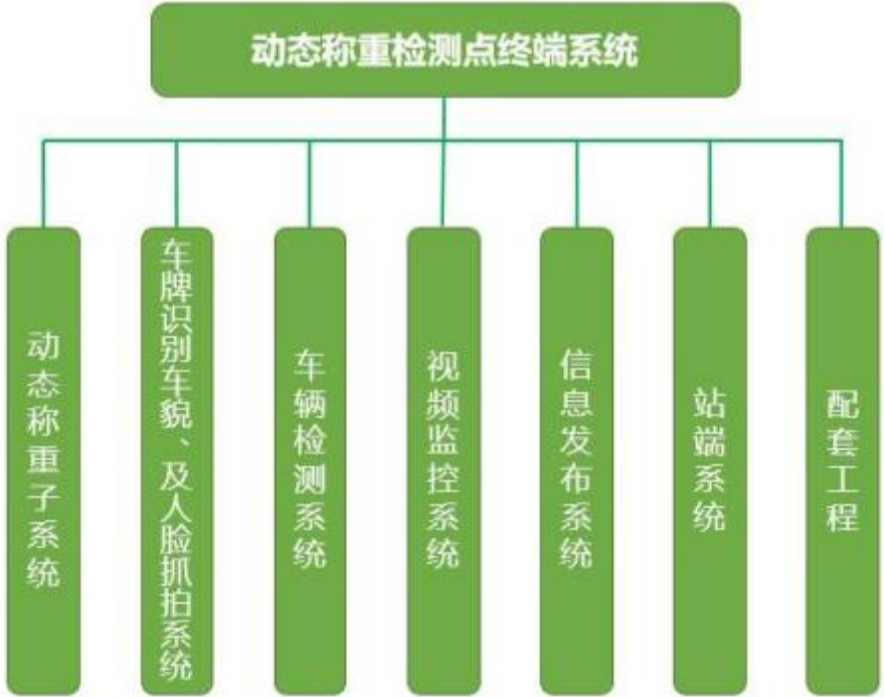 动态称重检测点终端系统
动态称重子系统
车牌识别车貌、及人脸抓拍系统
车辆检测系统
视频监控系统
信息发布系统
站端系统
配套工程